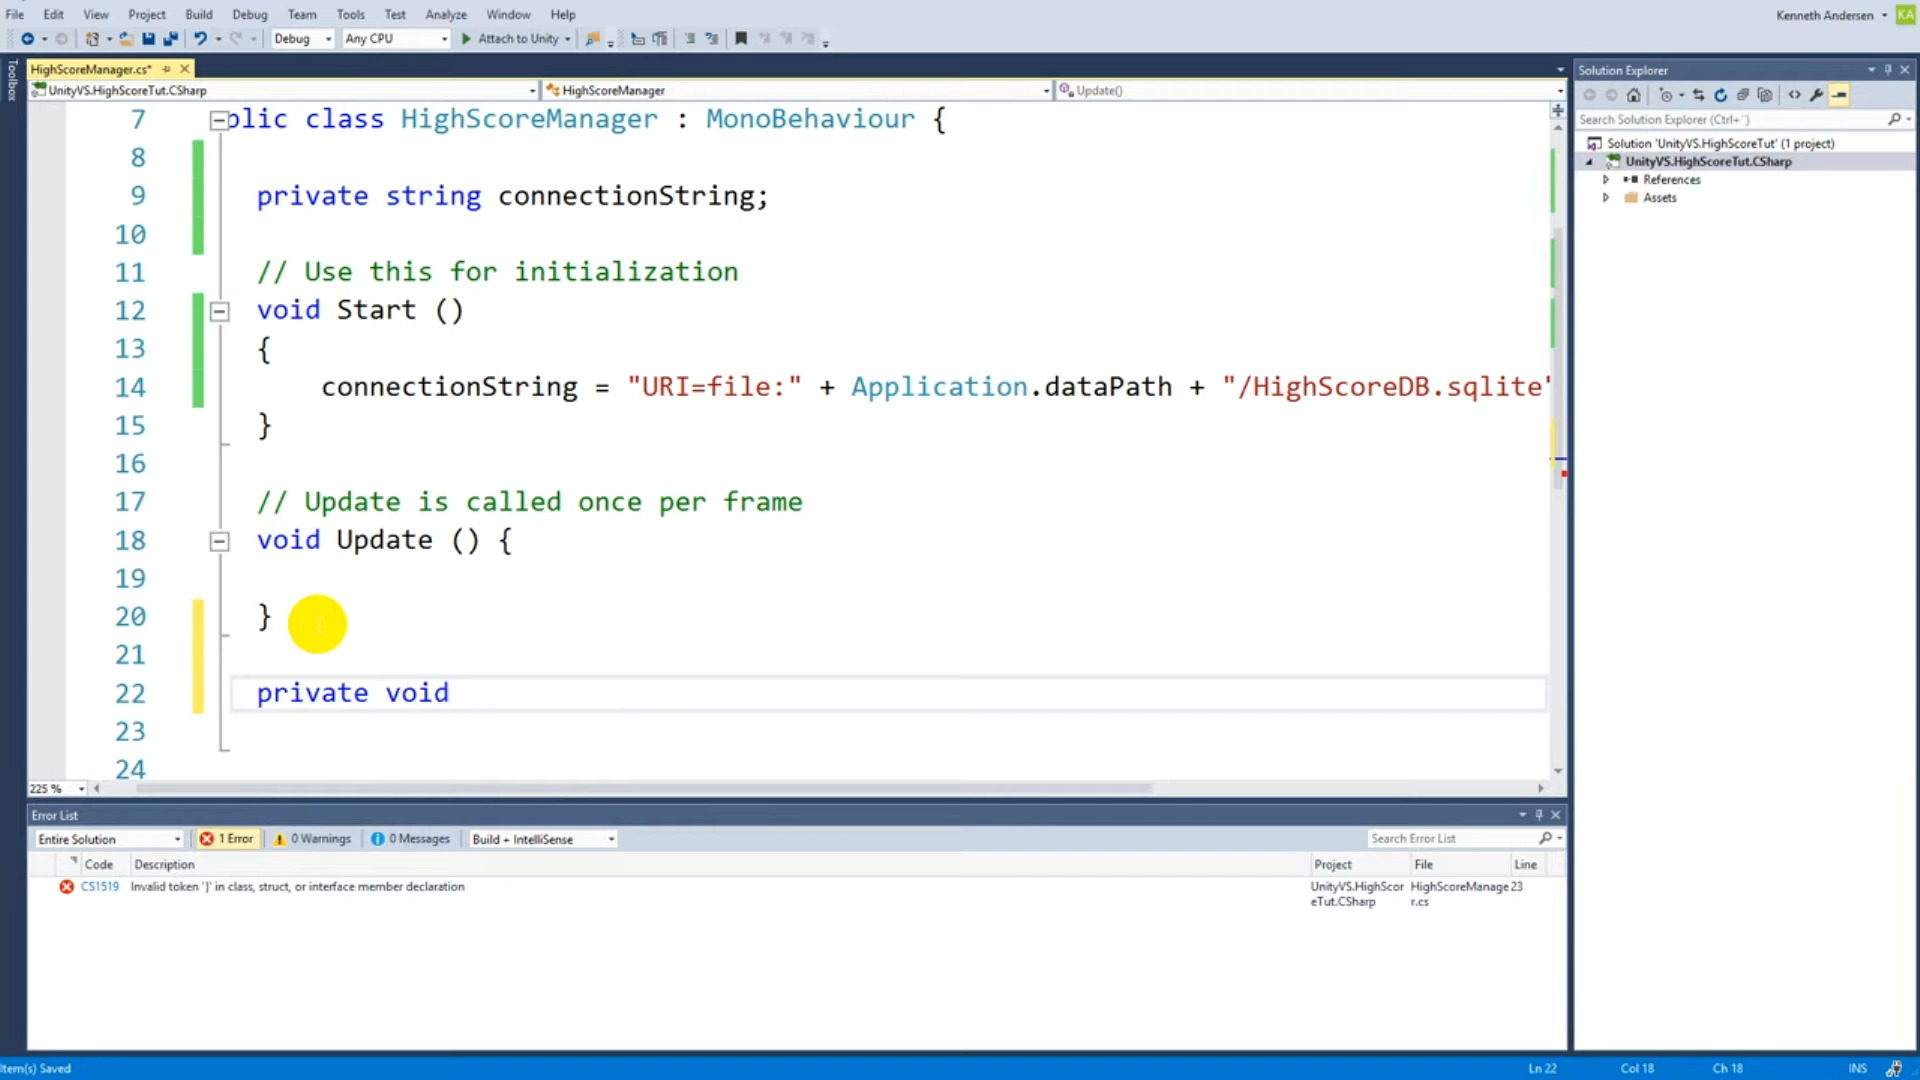 File Edit View Project Build Debug Team Tools Test Analyze Window Help Kenneth Andersen KA
Debug Any CPU Attach to Unity
Toolbox
HighScoreManager.cs* Solution Explorer
UnityVS.HighScoreTut.CSharp HighScoreManager Update()
7 blic class HighScoreManager : MonoBehaviour {
8
9 private string connectionString;
10
11 // Use this for initialization
12 void Start ()
13 {
14 connectionString = "URI=file:" + Application.dataPath + "/HighScoreDB.sqlite"
15 }
16
17 // Update is called once per frame
18 void Update () {
19
20 }
21
22 private void
23
24
225 %
Search Solution Explorer (Ctrl+¨)
Solution 'UnityVS.HighScoreTut' (1 project)
UnityVS.HighScoreTut.CSharp
References
Assets
Error List
Entire Solution 1 Error 0 Warnings 0 Messages Build + IntelliSense Search Error List
Code Description Project File Line
CS1519 Invalid token '}' in class, struct, or interface member declaration UnityVS.HighScor HighScoreManage 23
eTut.CSharp r.cs
Item(s) Saved Ln 22 Col 18 Ch 18 INS